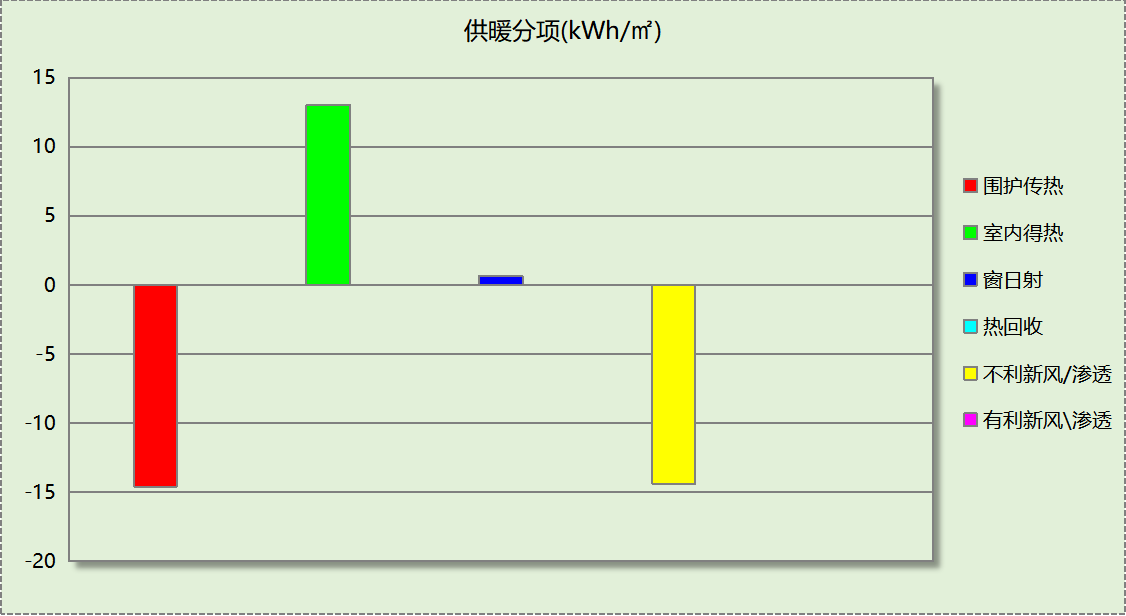 供暖分项(kWh/㎡)
15
10
5
0
-5
-10
-15
-20
围护传热
室内得热
窗日射
热回收
不利新风/渗透
有利新风\渗透